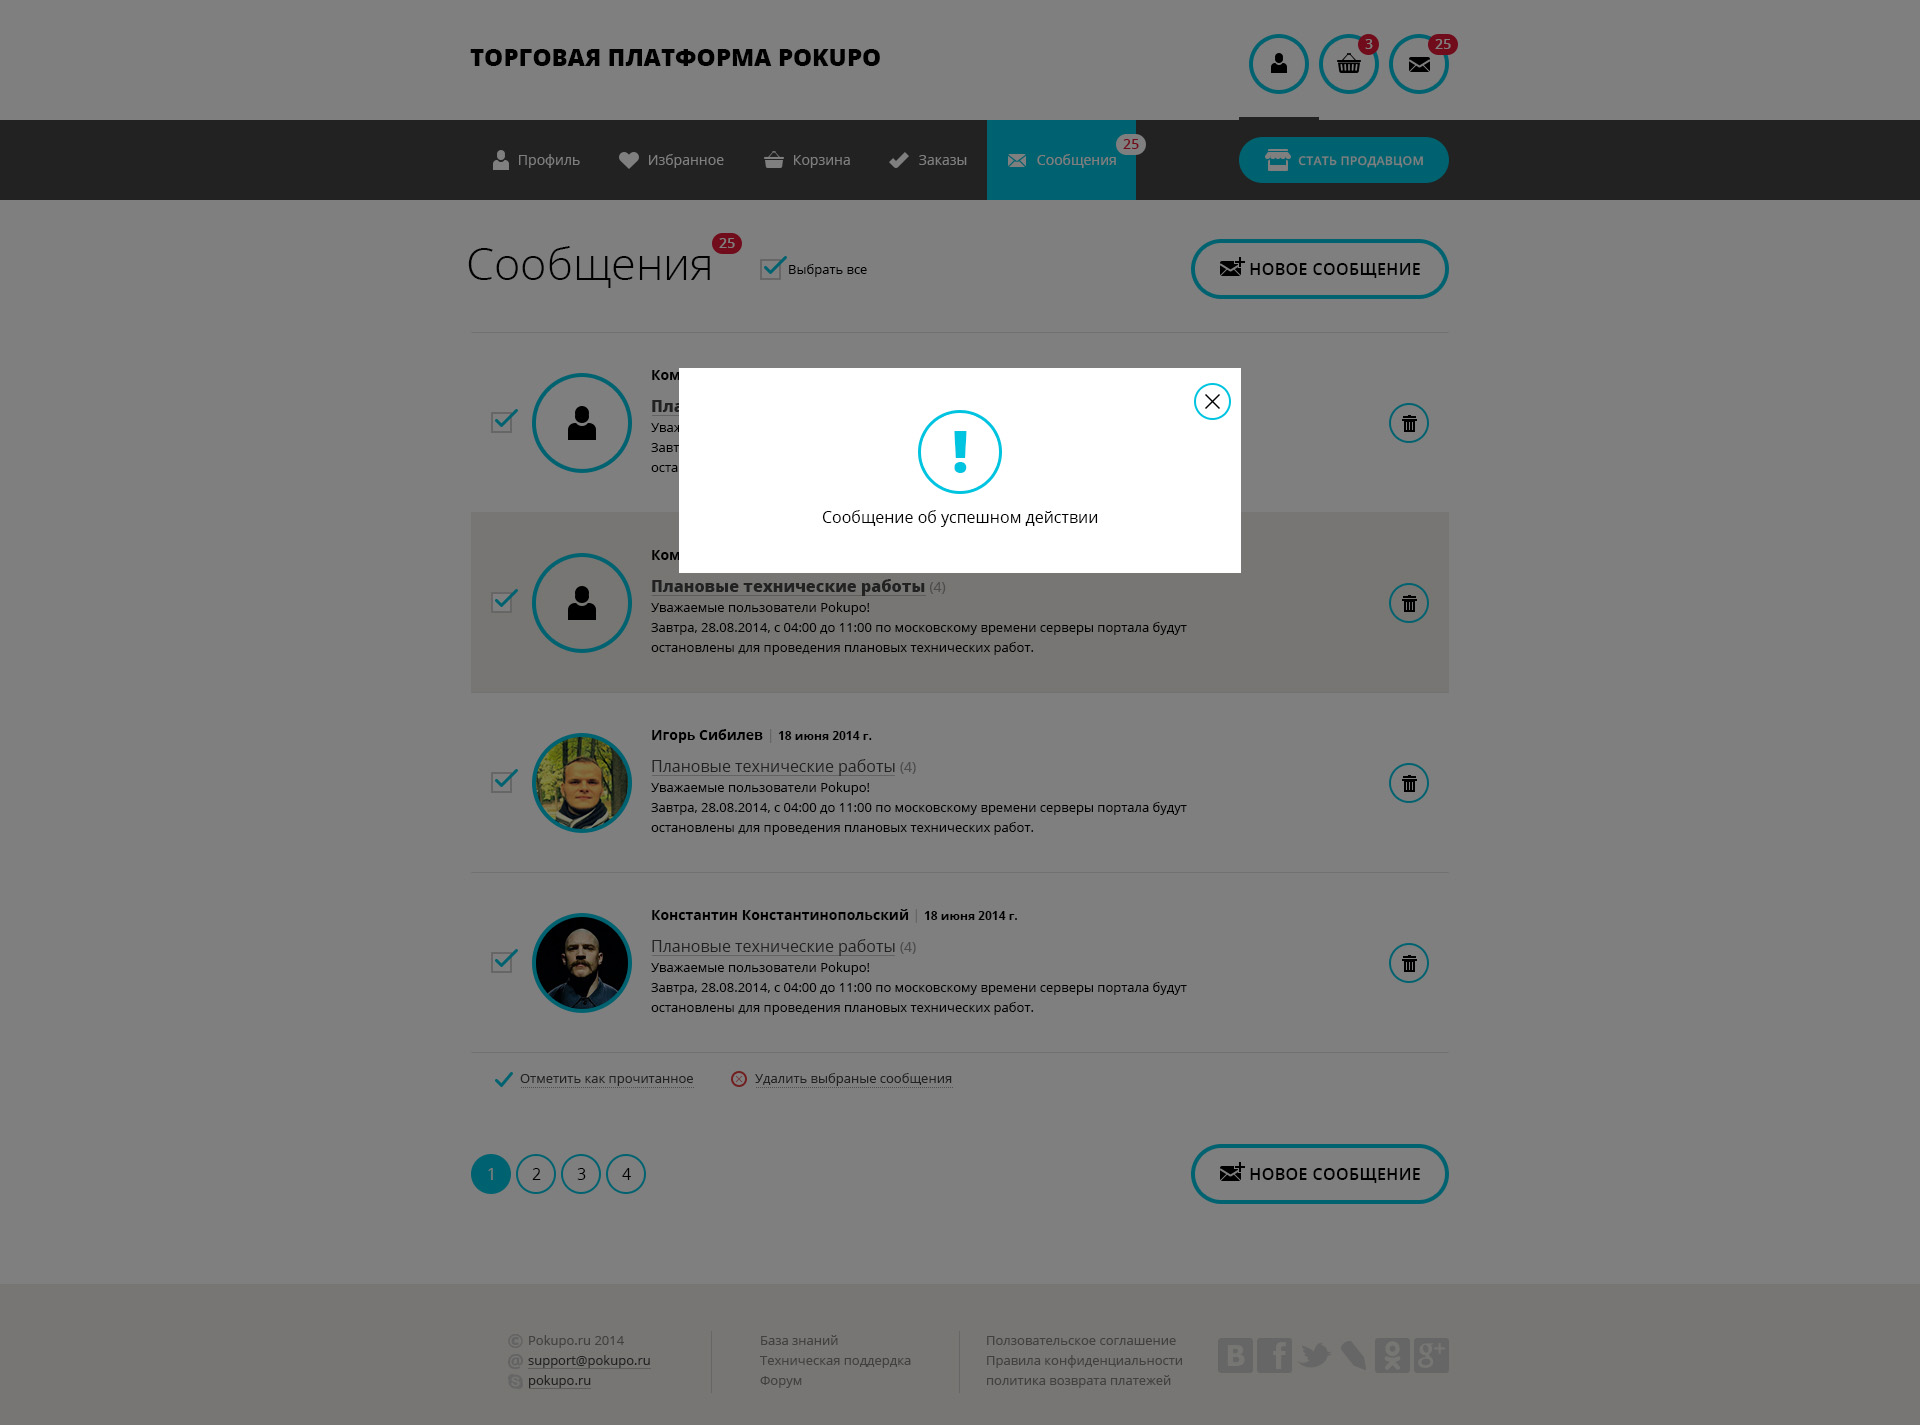 ТОРГОВАЯ ПЛАТФОРМА POKUPO
3
25
Профиль
Избранное
Корзина
Заказы
Сообщения
25
СТАТЬ ПРОДАВЦОМ
Сообщения
25
Выбрать все
НОВОЕ СООБЩЕНИЕ
Ком
Пла
Уваж
Завт
оста
!
Сообщение об успешном действии
Ком
Плановые технические работы (4)
Уважаемые пользователи Pokupo!
Завтра, 28.08.2014, с 04:00 до 11:00 по московскому времени серверы портала будут
остановлены для проведения плановых технических работ.
Игорь Сибилев | 18 июня 2014 г.
Плановые технические работы (4)
Уважаемые пользователи Pokupo!
Завтра, 28.08.2014, с 04:00 до 11:00 по московскому времени серверы портала будут
остановлены для проведения плановых технических работ.
Константин Константинопольский | 18 июня 2014 г.
Плановые технические работы (4)
Уважаемые пользователи Pokupo!
Завтра, 28.08.2014, с 04:00 до 11:00 по московскому времени серверы портала будут
остановлены для проведения плановых технических работ.
Отметить как прочитанное
Удалить выбраные сообщения
1 2 3 4
НОВОЕ СООБЩЕНИЕ
© Pokupo.ru 2014
@ support@pokupo.ru
pokupo.ru
База знаний
Техническая поддердка
Форум
Ползовательское соглашение
Правила конфиденциальности
политика возврата платежей